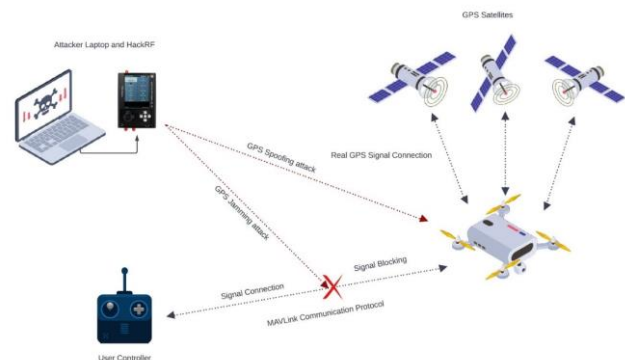 GPS Satellites
Attacker Laptop and HackRF
GPS Spoofing attack
Real GPS Signal Connection
GPS Jamming attack
Signal Blocking
Signal Connection
MAVLink Communication Protocol
User Controller